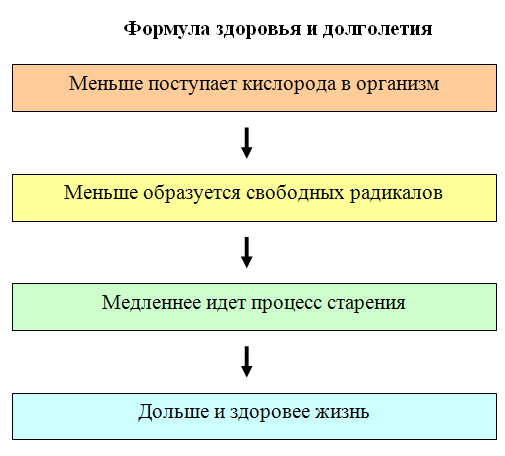 Формула здоровья и долголетия
Меньше поступает кислорода в организм
Меньше образуется свободных радикалов
Медленнее идет процесс старения
Дольше и здоровее жизнь